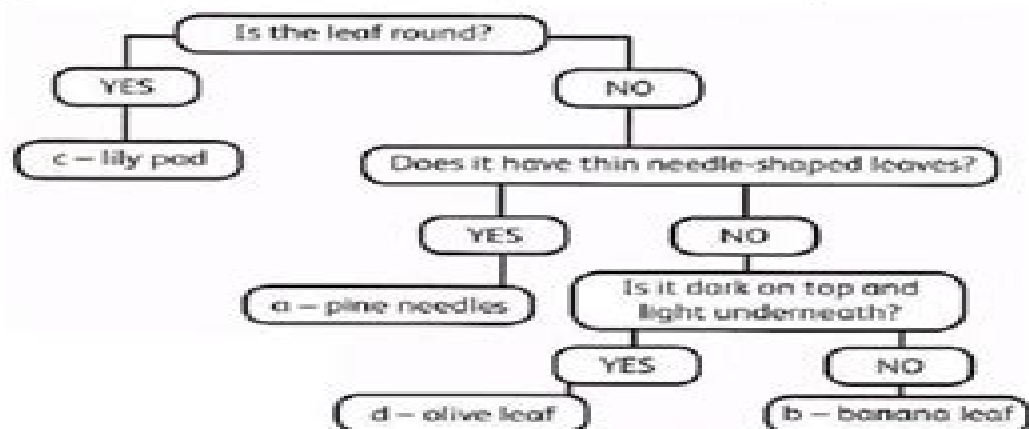 Is the leaf round?
YES
NO
c – lily pad
Does it have thin needle-shaped leaves?
YES
NO
a – pine needles
Is it dark on top and
light underneath?
YES
NO
d – olive leaf
b – banana leaf